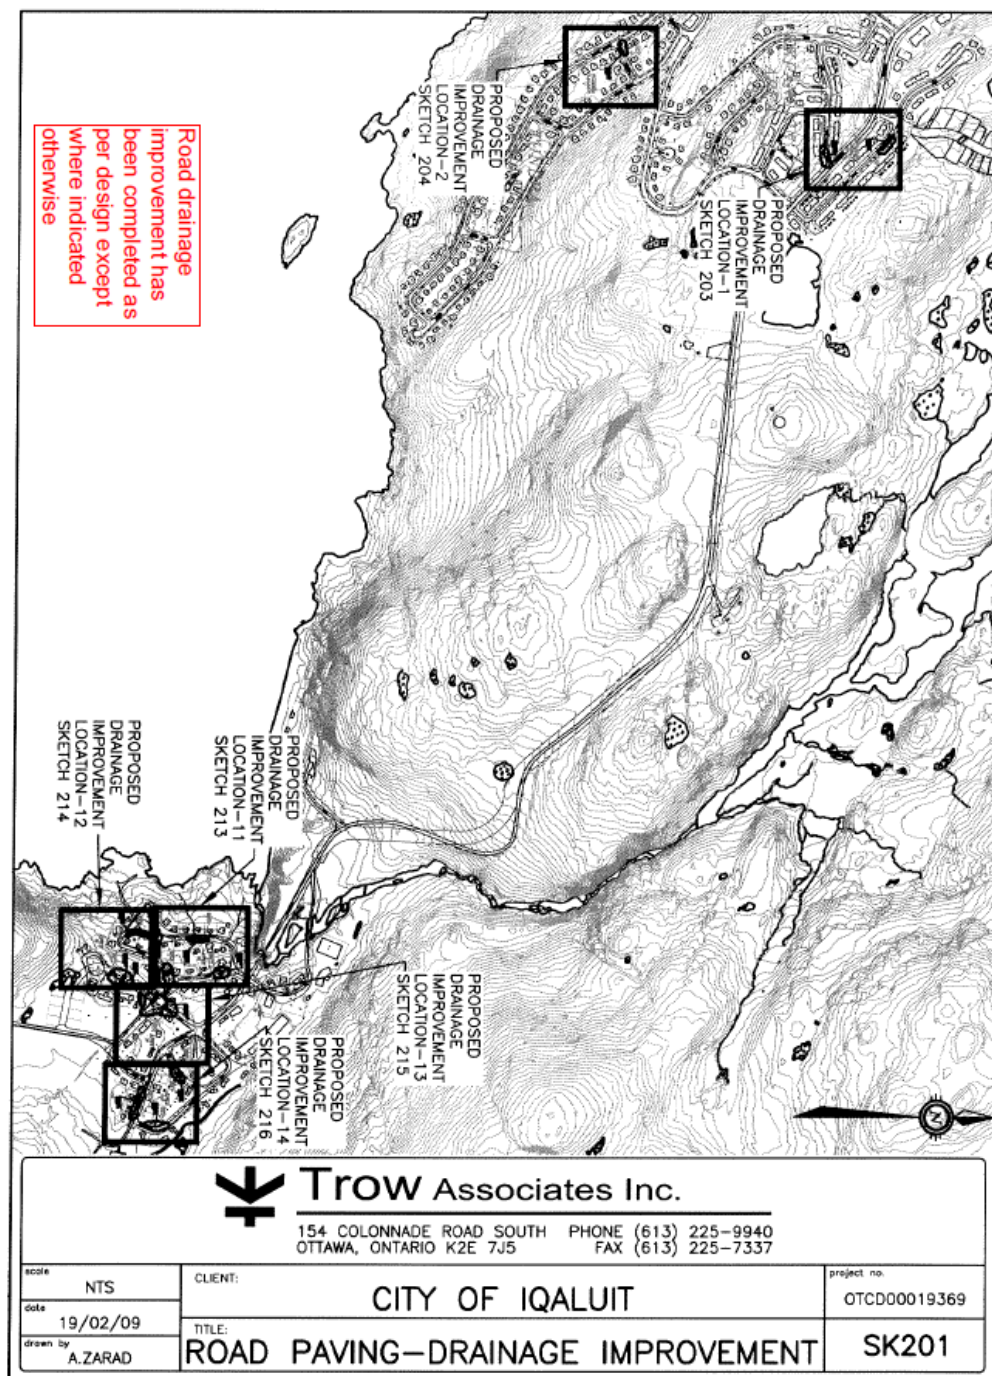 PROPOSED
DRAINAGE
IMPROVEMENT
LOCATION-2
SKETCH 204
PROPOSED
DRAINAGE
IMPROVEMENT
LOCATION-1
SKETCH 203
Road drainage
improvement has
been completed as
per design except
where indicated
otherwise
PROPOSED
DRAINAGE
IMPROVEMENT
LOCATION-12
SKETCH 214
PROPOSED
DRAINAGE
IMPROVEMENT
LOCATION-11
SKETCH 213
PROPOSED
DRAINAGE
IMPROVEMENT
LOCATION-13
SKETCH 215
PROPOSED
DRAINAGE
IMPROVEMENT
LOCATION-14
SKETCH 216
N
Trow Associates Inc.
154 COLONNADE ROAD SOUTH PHONE (613) 225-9940
OTTAWA, ONTARIO K2E 7J5 FAX (613) 225-7337
scale
NTS
date
19/02/09
drawn by
A.ZARAD
CLIENT:
CITY OF IQALUIT
TITLE:
ROAD PAVING-DRAINAGE IMPROVEMENT
project no.
OTCD00019369
SK201